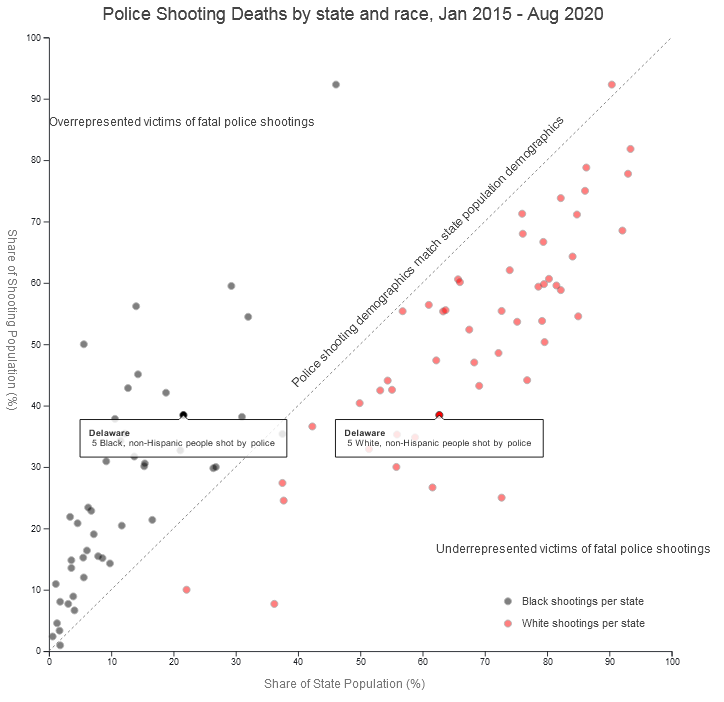 Police Shooting Deaths by state and race, Jan 2015 - Aug 2020
100
90
80
70
60
50
40
30
20
10
0
Share of Shooting Population (%)
Overrepresented victims of fatal police shootings
Police shooting demographics match state population demographics
Delaware
5 Black, non-Hispanic people shot by police
Delaware
5 White, non-Hispanic people shot by police
Underrepresented victims of fatal police shootings
Black shootings per state
White shootings per state
0
10
20
30
40
50
60
70
80
90
100
Share of State Population (%)